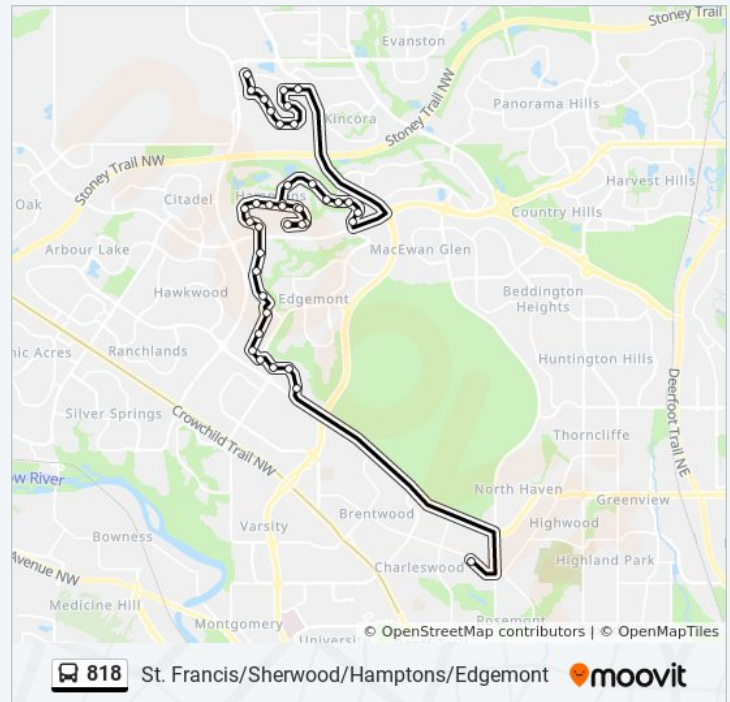 Stoney Trail
Evanston
Stoney Trail NW
Panorama Hills
Kincora
Stoney Trail NW
Citadel
Hamptons
Harvest Hills
Oak
Country Hills
Arbour Lake
MacEwan Glen
Hawkwood
Edgemont
Beddington
Heights
nic Acres
Ranchlands
Huntington Hills
Deerfoot Trail NE
Silver Springs
Crowchild Trail NW
Thorncliffe
ow River
North Haven
Greenview
Brentwood
Highwood
Varsity
Bowness
Highland Park
Charleswood
Avenue NW
Medicine Hill
Rosemont
Montgomery
© OpenStreetMap contributors | © OpenMapTiles
818 St. Francis/Sherwood/Hamptons/Edgemont moovit